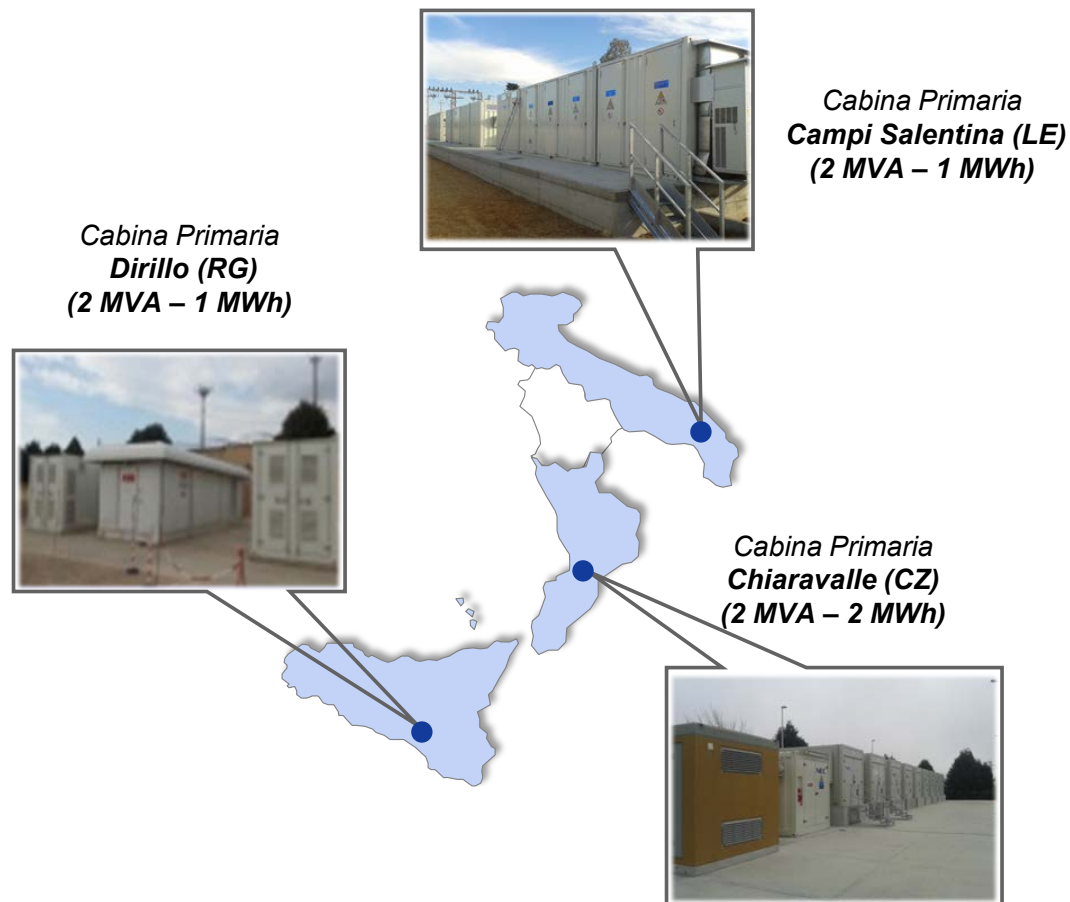 Cabina Primaria
Campi Salentina (LE)
(2 MVA – 1 MWh)
Cabina Primaria
Dirillo (RG)
(2 MVA – 1 MWh)
Cabina Primaria
Chiaravalle (CZ)
(2 MVA – 2 MWh)